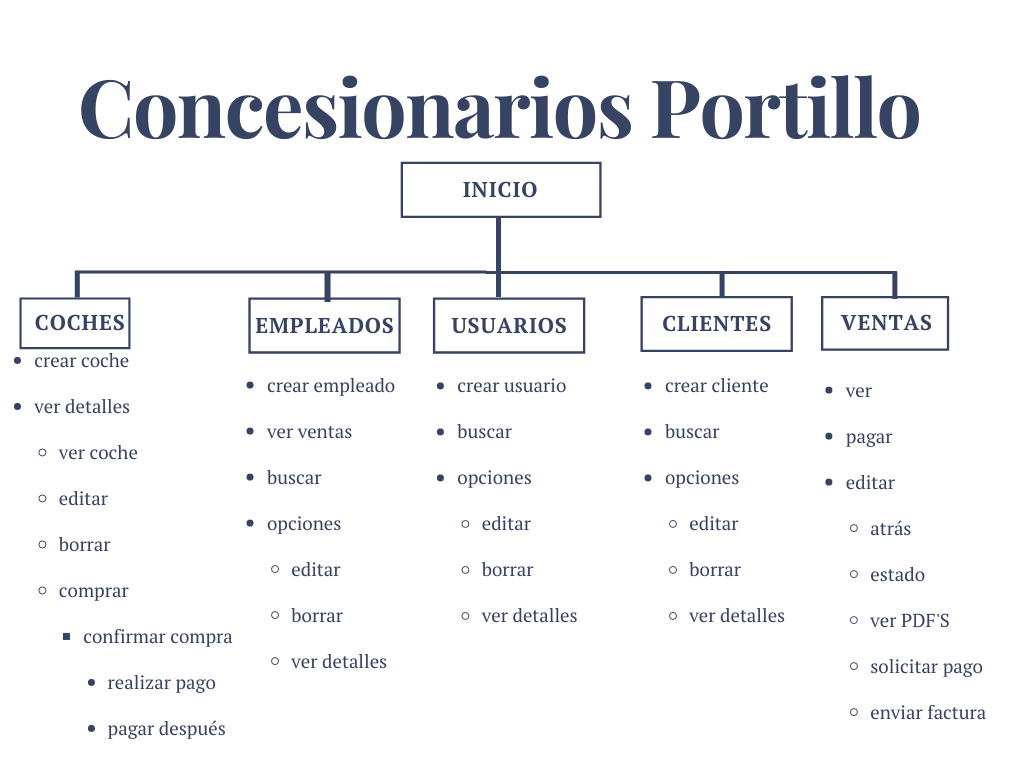 Concesionarios Portillo
INICIO
COCHES
crear coche
ver detalles
ver coche
editar
borrar
comprar
confirmar compra
realizar pago
pagar después
EMPLEADOS
crear empleado
ver ventas
buscar
opciones
editar
borrar
ver detalles
USUARIOS
crear usuario
buscar
opciones
editar
borrar
ver detalles
CLIENTES
crear cliente
buscar
opciones
editar
borrar
ver detalles
VENTAS
ver
pagar
editar
atrás
estado
ver PDF'S
solicitar pago
enviar factura